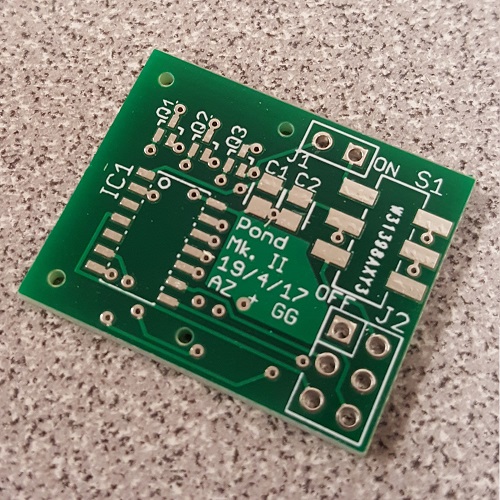 Q1
Q2
Q3
J1
ON
S1
IC1
C1
C2
W31398AXY3
Pond
Mk. II
19/4/17
AZ + GG
OFF
J2